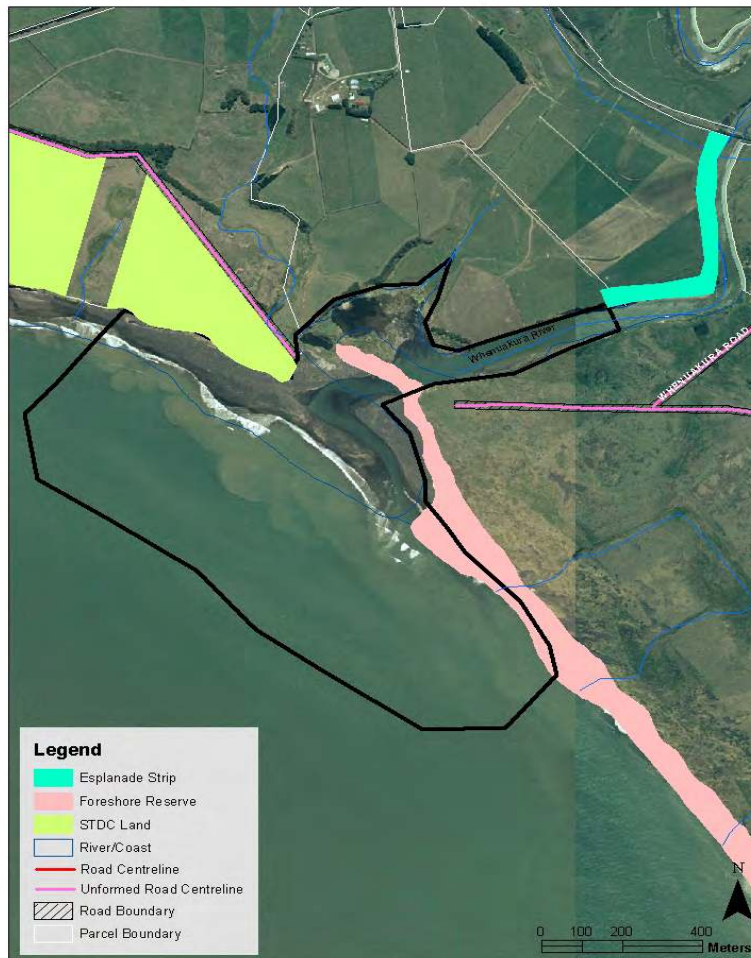 Whenuakura River
WHENUAKURA ROAD
Legend
Esplanade Strip
Foreshore Reserve
STDC Land
River/Coast
Road Centreline
Unformed Road Centreline
Road Boundary
Parcel Boundary
N
0 100 200 400
Meters